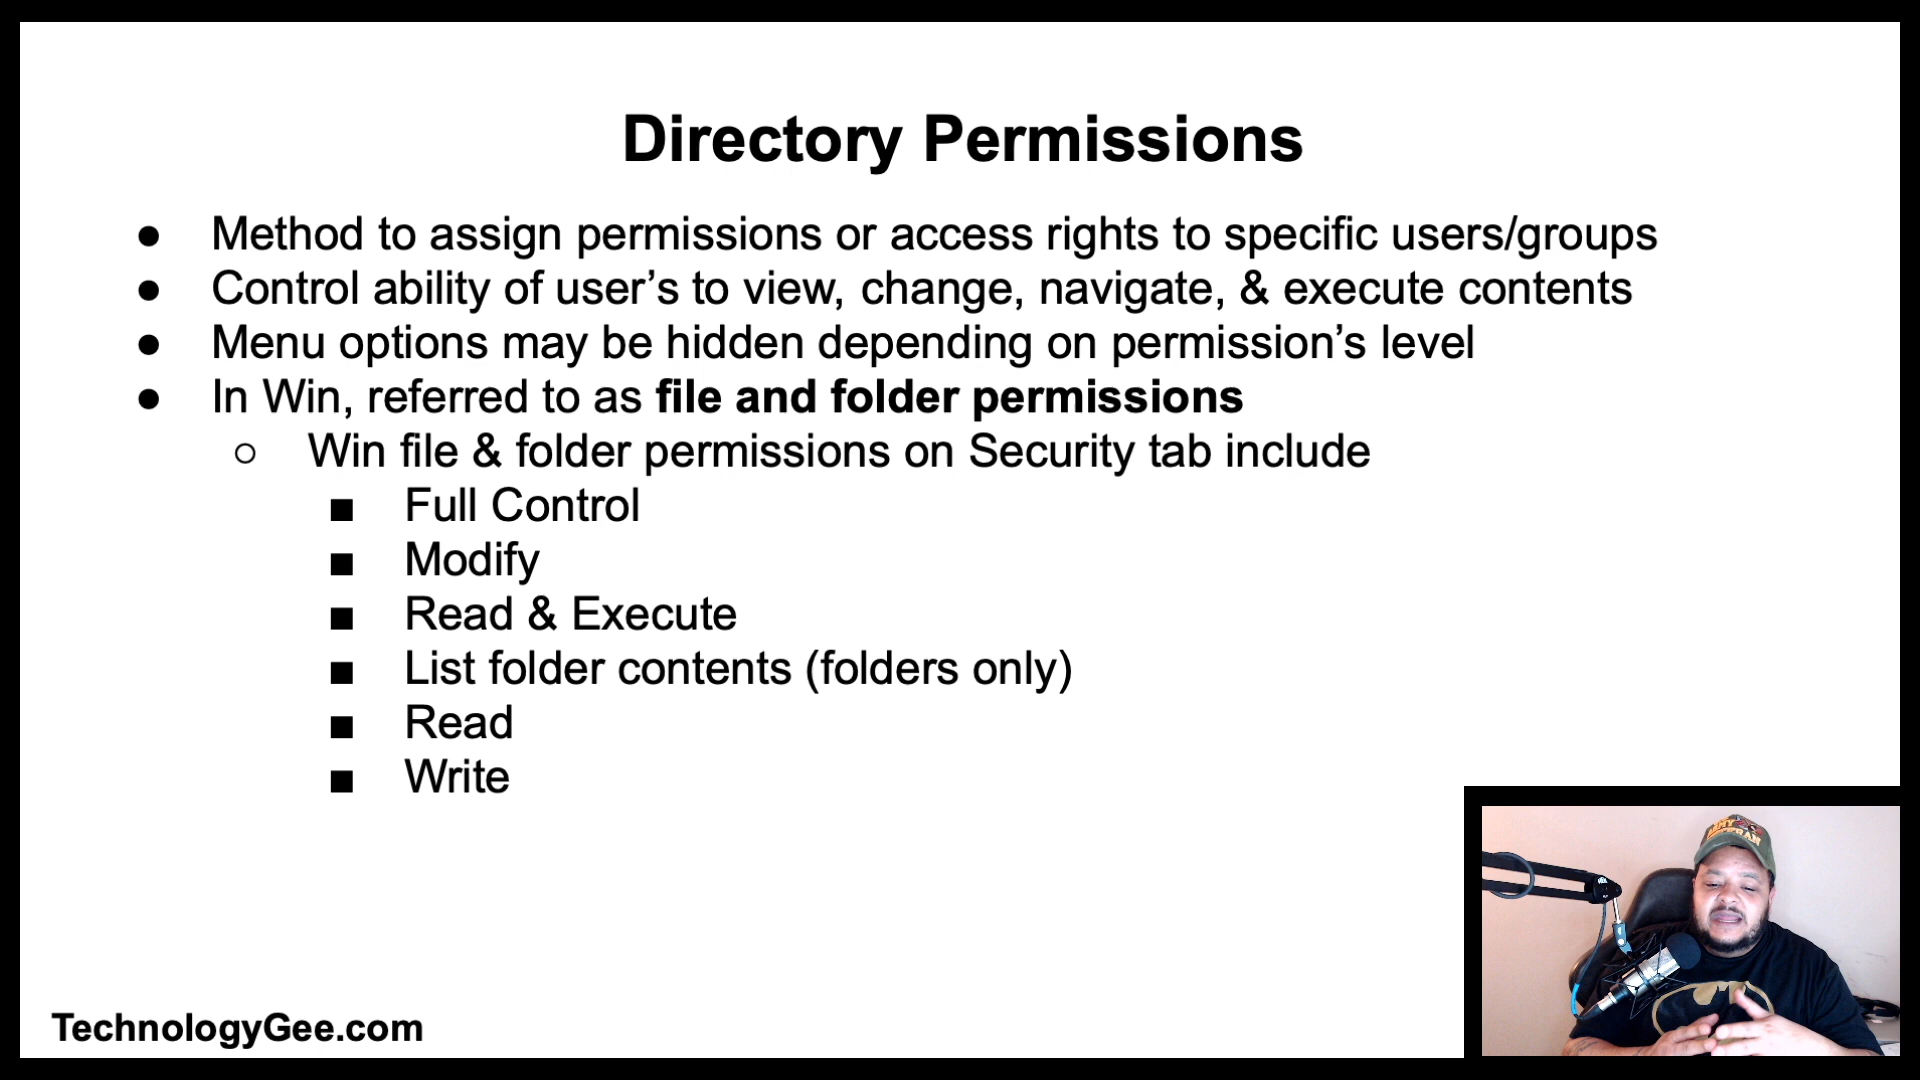 Directory Permissions
● Method to assign permissions or access rights to specific users/groups
● Control ability of user’s to view, change, navigate, & execute contents
● Menu options may be hidden depending on permission’s level
● In Win, referred to as file and folder permissions
○ Win file & folder permissions on Security tab include
■ Full Control
■ Modify
■ Read & Execute
■ List folder contents (folders only)
■ Read
■ Write
ARMY
VETERAN
TechnologyGee.com